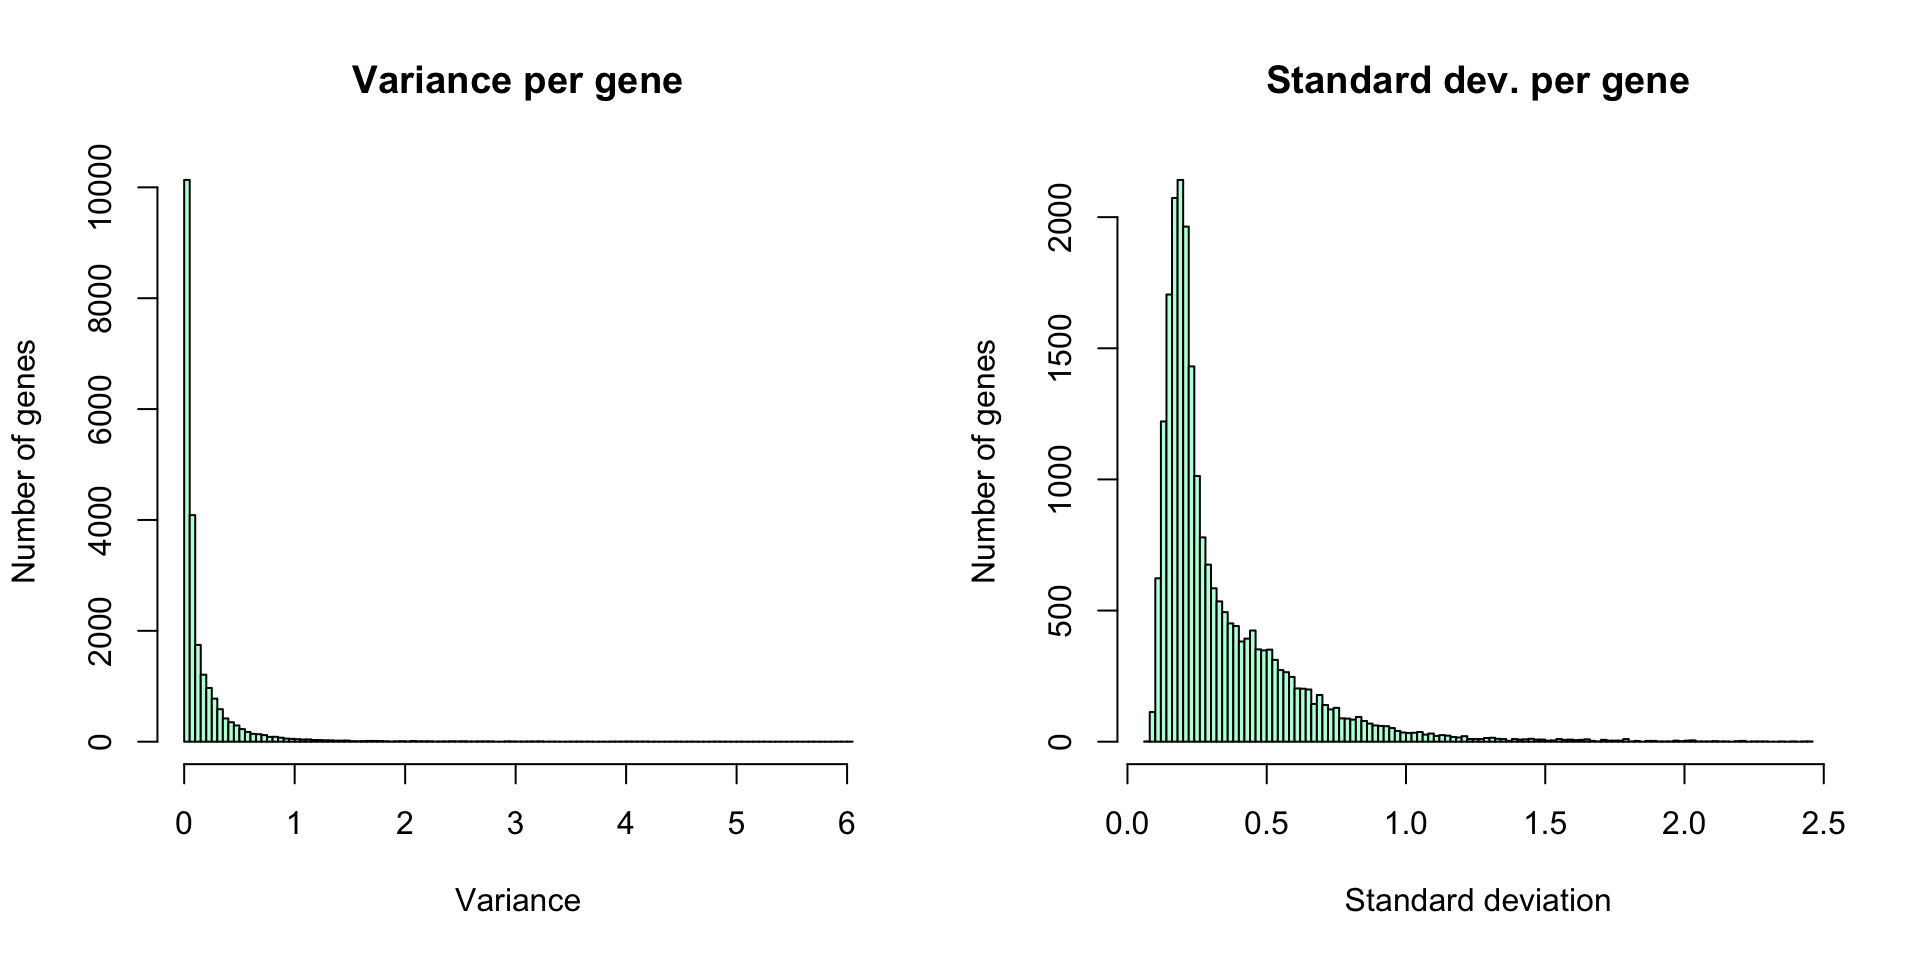 Variance per gene
Number of genes
10000
8000
6000
4000
2000
0
0 1 2 3 4 5 6
Variance
Standard dev. per gene
Number of genes
2000
1500
1000
500
0
0.0 0.5 1.0 1.5 2.0 2.5
Standard deviation